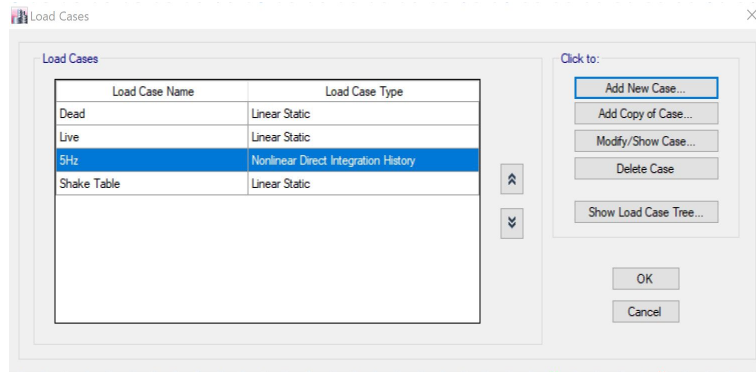 Load Cases
Load Cases
Click to:
Load Case Name Load Case Type
Dead Linear Static
Live Linear Static
5Hz Nonlinear Direct Integration History
Shake Table Linear Static
Add New Case...
Add Copy of Case...
Modify/Show Case...
Delete Case
Show Load Case Tree...
OK
Cancel